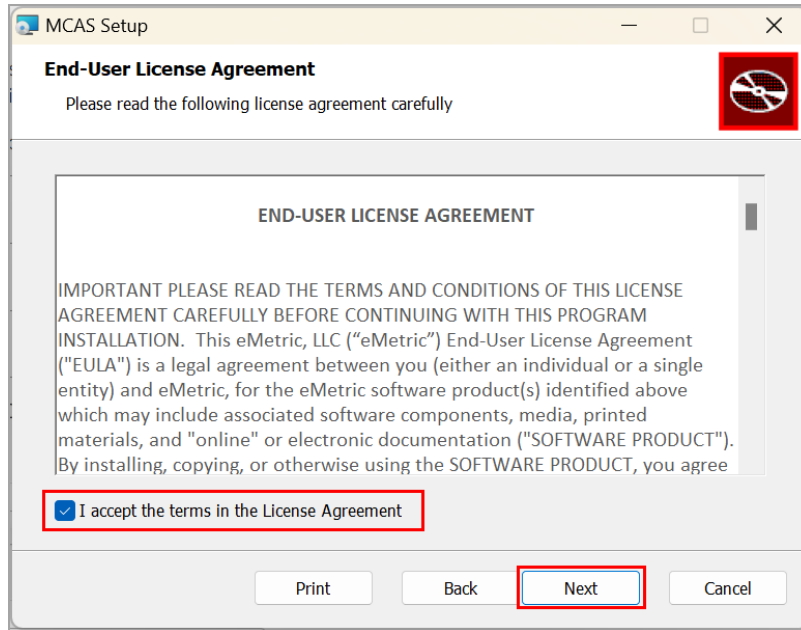 MCAS Setup
End-User License Agreement
Please read the following license agreement carefully
END-USER LICENSE AGREEMENT
IMPORTANT PLEASE READ THE TERMS AND CONDITIONS OF THIS LICENSE
AGREEMENT CAREFULLY BEFORE CONTINUING WITH THIS PROGRAM
INSTALLATION. This eMetric, LLC (“eMetric”) End-User License Agreement
("EULA") is a legal agreement between you (either an individual or a single
entity) and eMetric, for the eMetric software product(s) identified above
which may include associated software components, media, printed
materials, and "online" or electronic documentation ("SOFTWARE PRODUCT").
By installing, copying, or otherwise using the SOFTWARE PRODUCT, you agree
I accept the terms in the License Agreement
Print Back Next Cancel